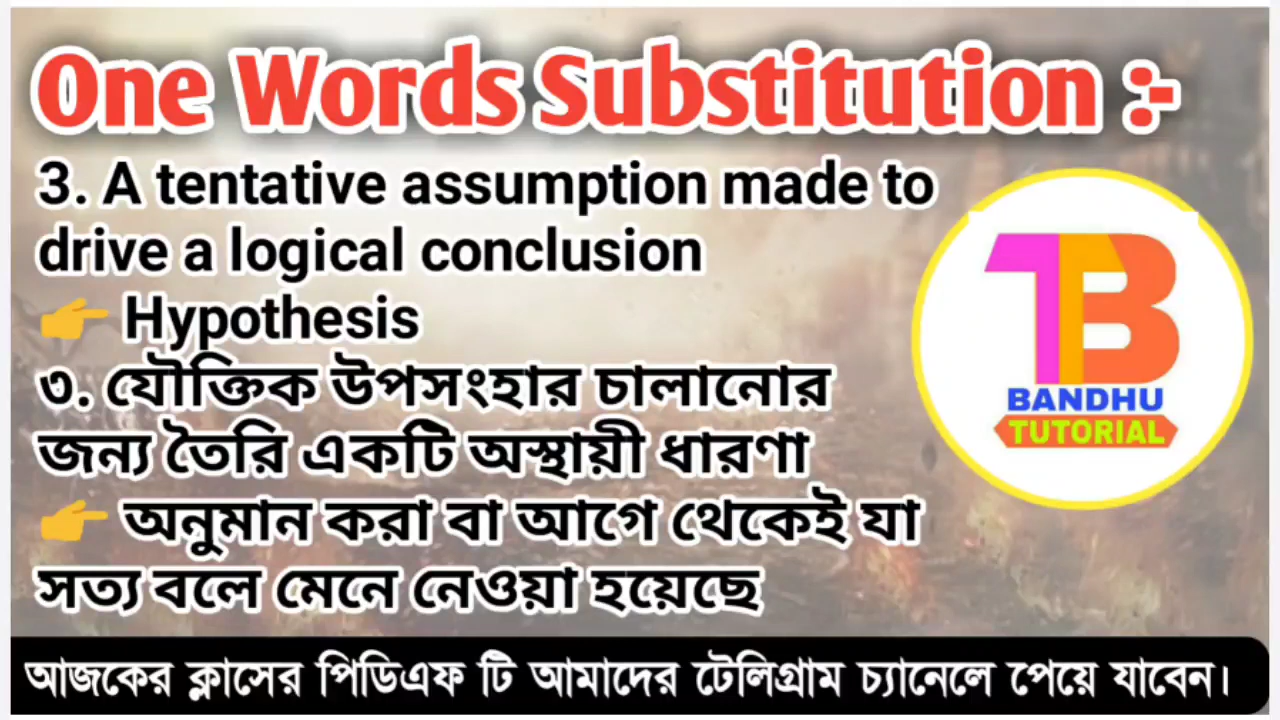 One Words Substitution :-
3. A tentative assumption made to
drive a logical conclusion
👉 Hypothesis
৩. যৌক্তিক উপসংহার চালানোর
জন্য তৈরি একটি অস্থায়ী ধারণা
👉 অনুমান করা বা আগে থেকেই যা
সত্য বলে মেনে নেওয়া হয়েছে
TB
BANDHU
TUTORIAL
আজকের ক্লাসের পিডিএফ টি আমাদের টেলিগ্রাম চ্যানেলে পেয়ে যাবেন।